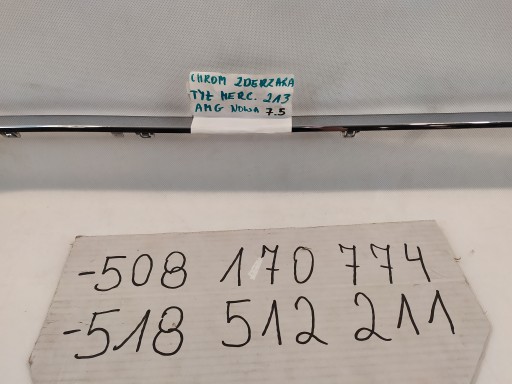 CHROM ZDERZAKA
TYŁ MERC. 213
AMG NOWA 7.5
-508 170 774
-518 512 211